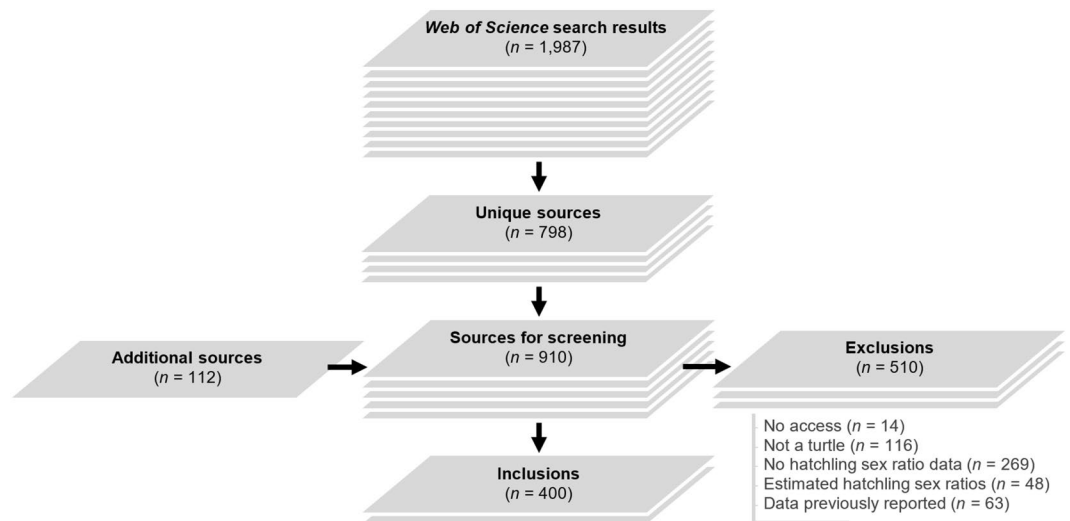 Web of Science search results
(n = 1,987)
Unique sources
(n = 798)
Additional sources
(n = 112)
Sources for screening
(n = 910)
Exclusions
(n = 510)
No access (n = 14)
Not a turtle (n = 116)
No hatchling sex ratio data (n = 269)
Estimated hatchling sex ratios (n = 48)
Data previously reported (n = 63)
Inclusions
(n = 400)